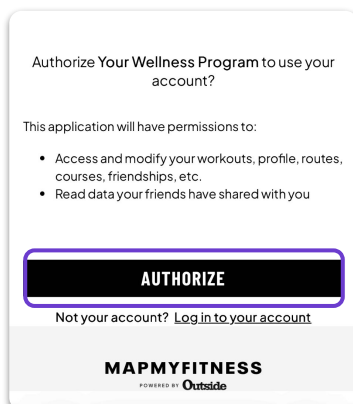 Authorize Your Wellness Program to use your
account?
This application will have permissions to:
• Access and modify your workouts, profile, routes,
courses, friendships, etc.
• Read data your friends have shared with you
AUTHORIZE
Not your account? Log in to your account
MAPMYFITNESS
POWERED BY Outside